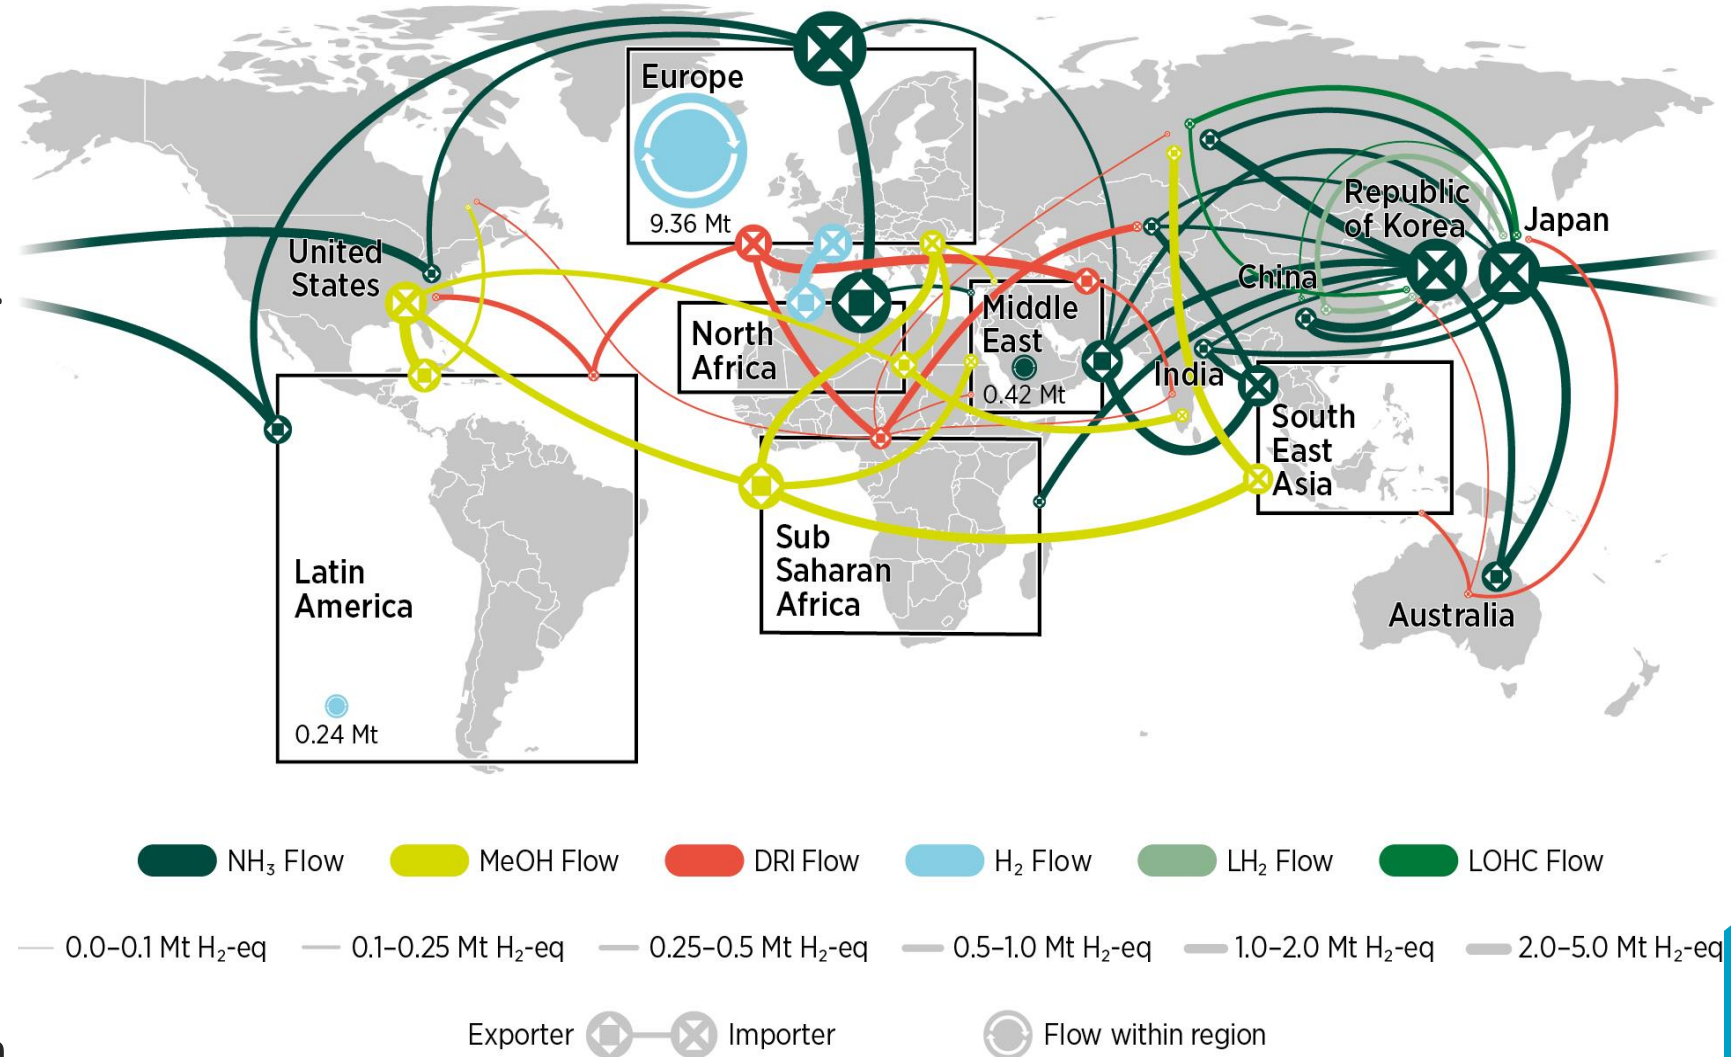 Europe
9.36 Mt
Republic
of Korea
Japan
United
States
China
North
Africa
Middle
East
0.42 Mt
India
South
East
Asia
Sub
Saharan
Africa
Latin
America
Australia
0.24 Mt
NH₃ Flow
MeOH Flow
DRI Flow
H₂ Flow
LH₂ Flow
LOHC Flow
0.0–0.1 Mt H₂-eq
0.1–0.25 Mt H₂-eq
0.25–0.5 Mt H₂-eq
0.5–1.0 Mt H₂-eq
1.0–2.0 Mt H₂-eq
2.0–5.0 Mt H₂-eq
Exporter
Importer
Flow within region